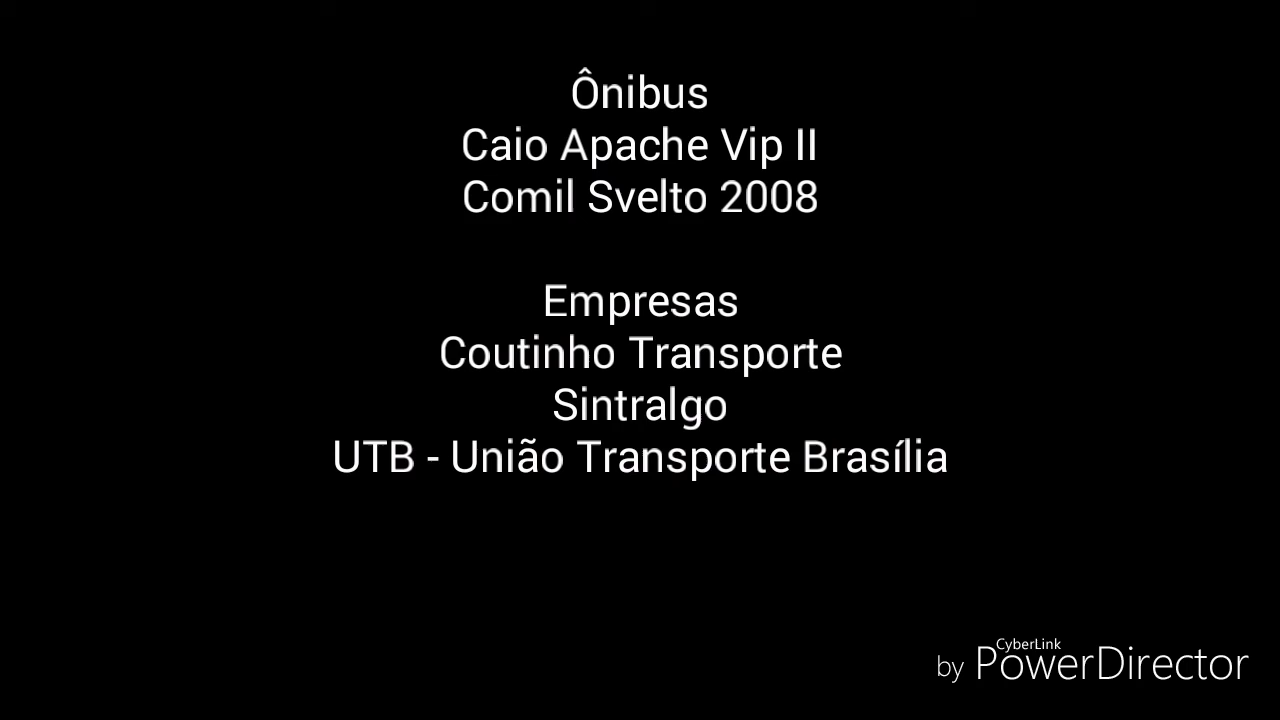 Ônibus
Caio Apache Vip II
Comil Svelto 2008
Empresas
Coutinho Transporte
Sintralgo
UTB - União Transporte Brasília
by CyberLink PowerDirector